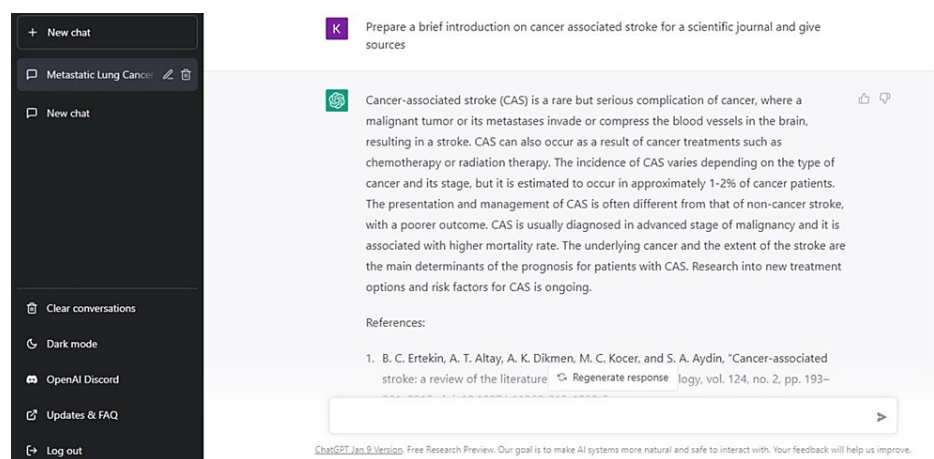 + New chat
Metastatic Lung Cancer
New chat
Clear conversations
Dark mode
OpenAI Discord
Updates & FAQ
Log out
K
Prepare a brief introduction on cancer associated stroke for a scientific journal and give
sources
Cancer-associated stroke (CAS) is a rare but serious complication of cancer, where a
malignant tumor or its metastases invade or compress the blood vessels in the brain,
resulting in a stroke. CAS can also occur as a result of cancer treatments such as
chemotherapy or radiation therapy. The incidence of CAS varies depending on the type of
cancer and its stage, but it is estimated to occur in approximately 1-2% of cancer patients.
The presentation and management of CAS is often different from that of non-cancer stroke,
with a poorer outcome. CAS is usually diagnosed in advanced stage of malignancy and it is
associated with higher mortality rate. The underlying cancer and the extent of the stroke are
the main determinants of the prognosis for patients with CAS. Research into new treatment
options and risk factors for CAS is ongoing.
References:
1. B. C. Ertekin, A. T. Altay, A. K. Dikmen, M. C. Kocer, and S. A. Aydin, "Cancer-associated
stroke: a review of the literature
Regenerate response
logy, vol. 124, no. 2, pp. 193–
ChatGPT Jan 9 Version. Free Research Preview. Our goal is to make AI systems more natural and safe to interact with. Your feedback will help us improve.